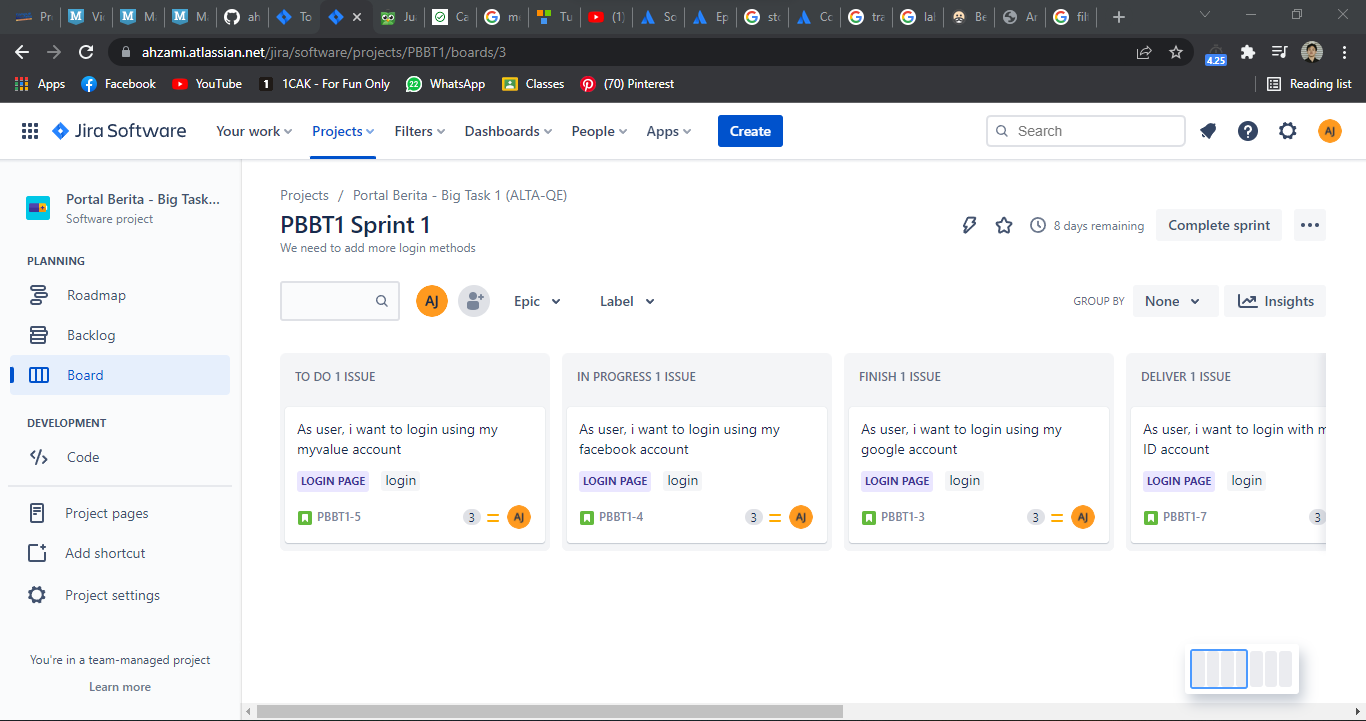 Pr
Vi
M
M
ah
To
Ju
Ca
Tu
(1)
Sc
Ep
Co
Be
ahzami.atlassian.net/jira/software/projects/PBBT1/boards/3
4.25
Apps
Facebook
YouTube
1
1CAK - For Fun Only
22
WhatsApp
Classes
(70) Pinterest
Reading list
Jira Software
Your work
Projects
Filters
Dashboards
People
Apps
Create
Search
AJ
Portal Berita - Big Task...
Software project
PLANNING
Roadmap
Backlog
Board
DEVELOPMENT
Code
Project pages
Add shortcut
Project settings
You're in a team-managed project
Learn more
Projects / Portal Berita - Big Task 1 (ALTA-QE)
PBBT1 Sprint 1
We need to add more login methods
8 days remaining
Complete sprint
AJ
Epic
Label
GROUP BY
None
Insights
TO DO 1 ISSUE
As user, i want to login using my
myvalue account
LOGIN PAGE
login
PBBT1-5
3
AJ
IN PROGRESS 1 ISSUE
As user, i want to login using my
facebook account
LOGIN PAGE
login
PBBT1-4
3
AJ
FINISH 1 ISSUE
As user, i want to login using my
google account
LOGIN PAGE
login
PBBT1-3
3
AJ
DELIVER 1 ISSUE
As user, i want to login with m
ID account
LOGIN PAGE
login
PBBT1-7
3